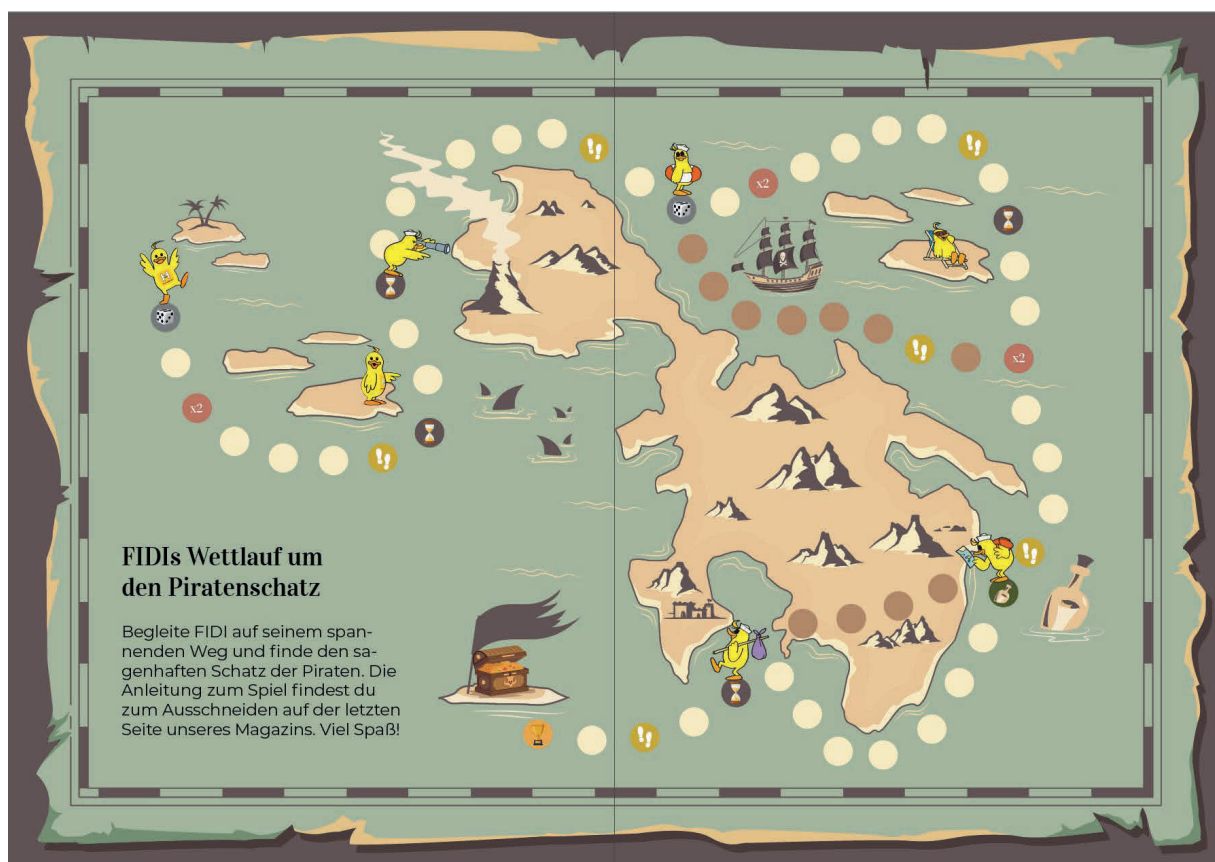 x2
x2
x2
FIDIs Wettlauf um
den Piratenschatz
Begleite FIDI auf seinem span-
nenden Weg und finde den sa-
genhaften Schatz der Piraten. Die
Anleitung zum Spiel findest du
zum Ausschneiden auf der letzten
Seite unseres Magazins. Viel Spaß!